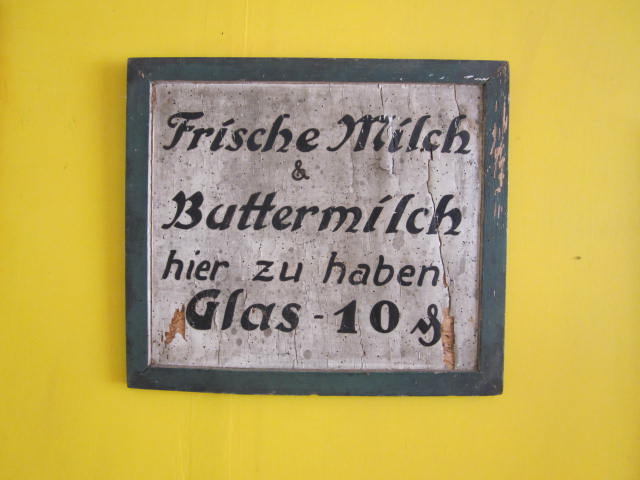 Frische Milch
&
Buttermilch
hier zu haben
Glas - 10 ₰